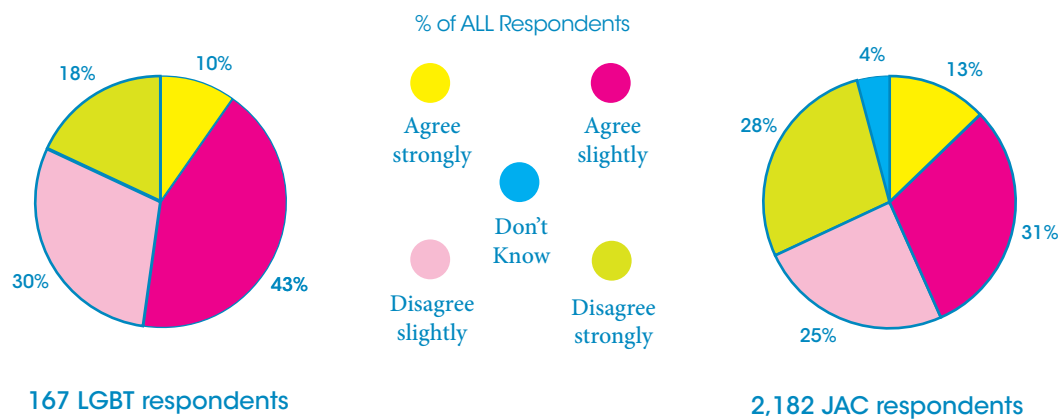 % of ALL Respondents
18%
10%
30%
43%
167 LGBT respondents
Agree
strongly
Agree
slightly
Don't
Know
Disagree
slightly
Disagree
strongly
4%
13%
28%
31%
25%
2,182 JAC respondents